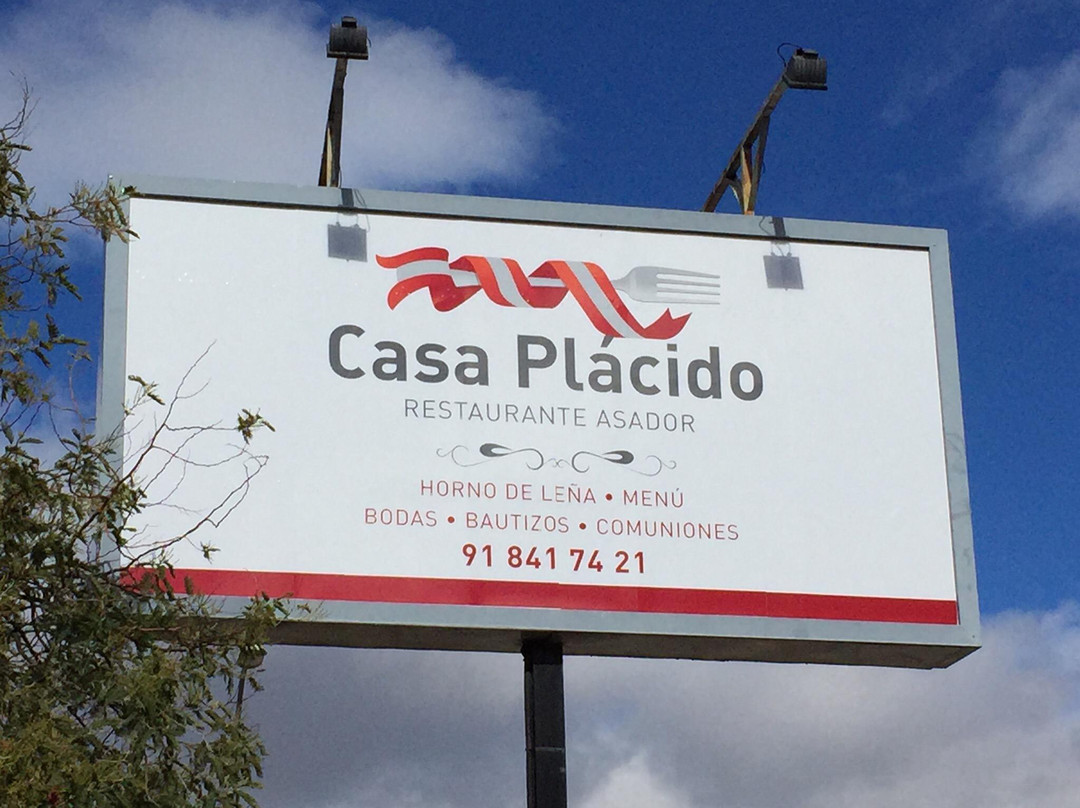 Casa Plácido
RESTAURANTE ASADOR
HORNO DE LEÑA • MENÚ
BODAS • BAUTIZOS • COMUNIONES
91 841 74 21